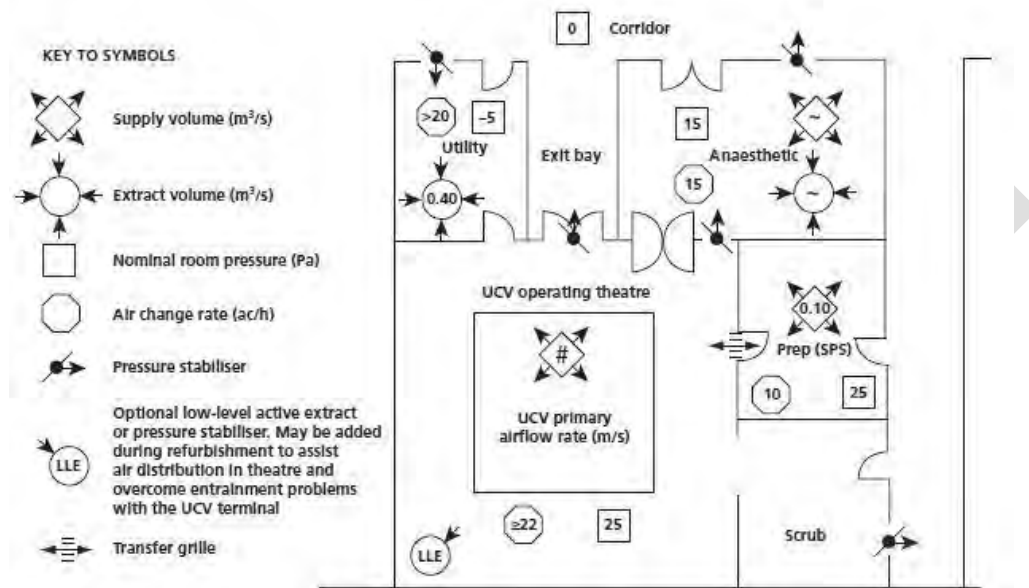 KEY TO SYMBOLS
Supply volume (m³/s)
Extract volume (m³/s)
Nominal room pressure (Pa)
Air change rate (ac/h)
Pressure stabiliser
Optional low-level active extract
or pressure stabiliser. May be added
during refurbishment to assist
air distribution in theatre and
overcome entrainment problems
with the UCV terminal
LLE
Transfer grille
0 Corridor
>20 -5
Utility
0.40
Exit bay
15
Anaesthetic
15
~
~
UCV operating theatre
#
UCV primary
airflow rate (m/s)
≥22 25
LLE
0.10
Prep (SPS)
10 25
Scrub